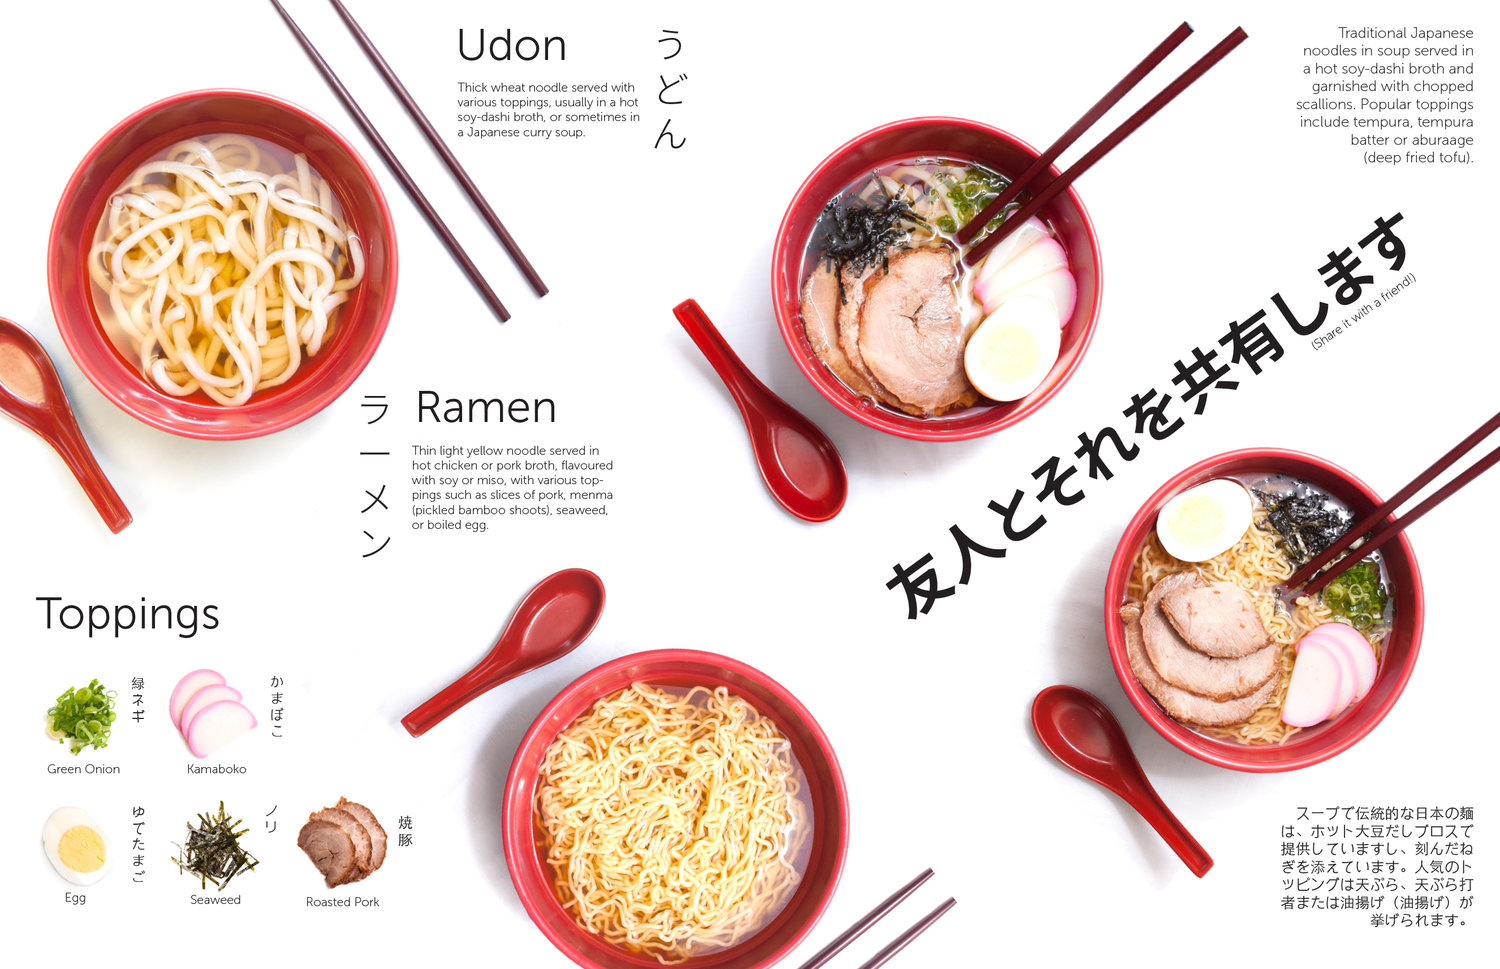 Udon
Thick wheat noodle served with
various toppings, usually in a hot
soy-dashi broth, or sometimes in
a Japanese curry soup.
うどん
Traditional Japanese
noodles in soup served in
a hot soy-dashi broth and
garnished with chopped
scallions. Popular toppings
include tempura, tempura
batter or aburaage
(deep fried tofu).
友人とそれを共有します
(Share it with a friend!)
ラーメン
Ramen
Thin light yellow noodle served in
hot chicken or pork broth, flavoured
with soy or miso, with various top-
pings such as slices of pork, menma
(pickled bamboo shoots), seaweed,
or boiled egg.
Toppings
緑ネギ
Green Onion
かまぼこ
Kamaboko
ゆでたまご
Egg
ノリ
Seaweed
焼豚
Roasted Pork
スープで伝統的な日本の麺
は、ホット大豆だしブロスで
提供していますし、刻んだね
ぎを添えています。人気のト
ッピングは天ぷら、天ぷら打
者または油揚げ（油揚げ）が
挙げられます。